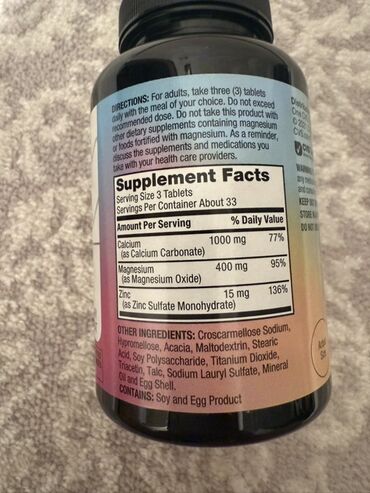 DIRECTIONS: For adults, take three (3) tablets
daily with the meal of your choice. Do not exceed
recommended dose. Do not take this product with
other dietary supplements containing magnesium
or foods fortified with magnesium. As a reminder,
discuss the supplements and medications you
take with your health care providers.
Supplement Facts
Serving Size 3 Tablets
Servings Per Container About 33
Amount Per Serving % Daily Value
Calcium 1000 mg 77%
(as Calcium Carbonate)
Magnesium 400 mg 95%
(as Magnesium Oxide)
Zinc 15 mg 136%
(as Zinc Sulfate Monohydrate)
OTHER INGREDIENTS: Croscarmellose Sodium,
Hypromellose, Acacia, Maltodextrin, Stearic
Acid, Soy Polysaccharide, Titanium Dioxide,
Triacetin, Talc, Sodium Lauryl Sulfate, Mineral
Oil and Egg Shell.
CONTAINS: Soy and Egg Product